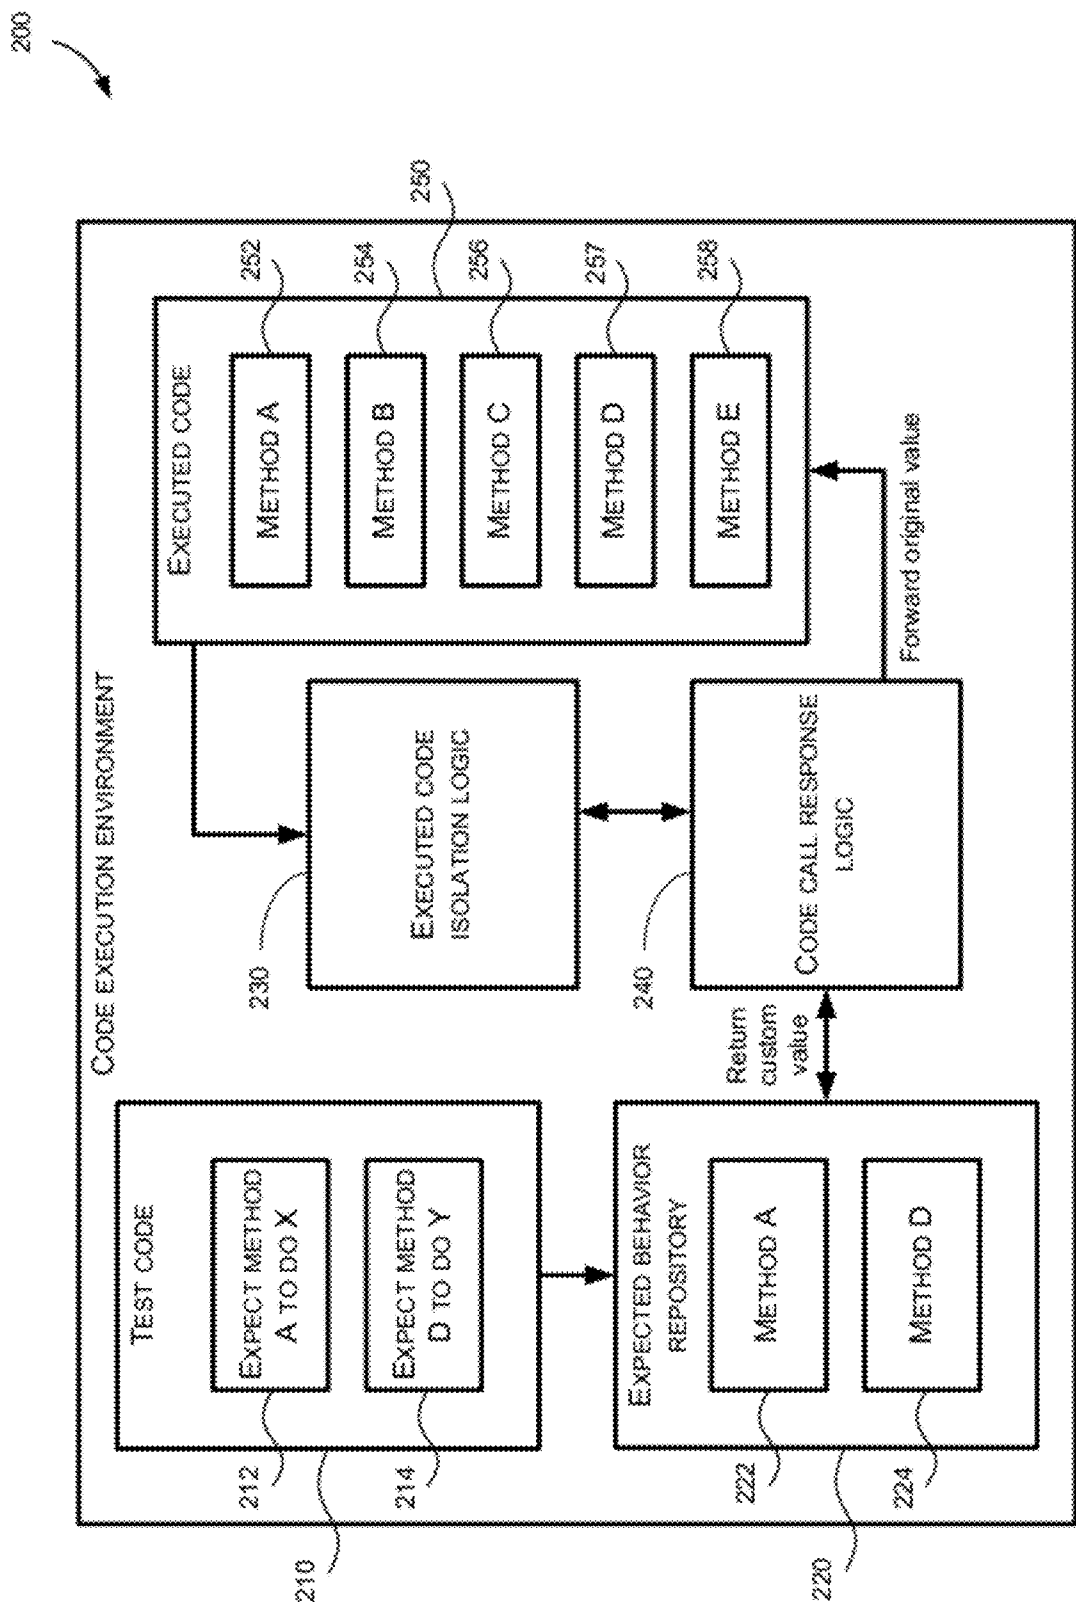 200
CODE EXECUTION ENVIRONMENT
TEST CODE
EXPECT METHOD
A TO DO X
212
EXPECT METHOD
D TO DO Y
214
210
EXPECTED BEHAVIOR
REPOSITORY
METHOD A
222
METHOD D
224
220
EXECUTED CODE
ISOLATION LOGIC
230
Return
custom
value
CODE CALL RESPONSE
LOGIC
240
EXECUTED CODE
250
METHOD A
252
METHOD B
254
METHOD C
256
METHOD D
257
METHOD E
258
Forward original value